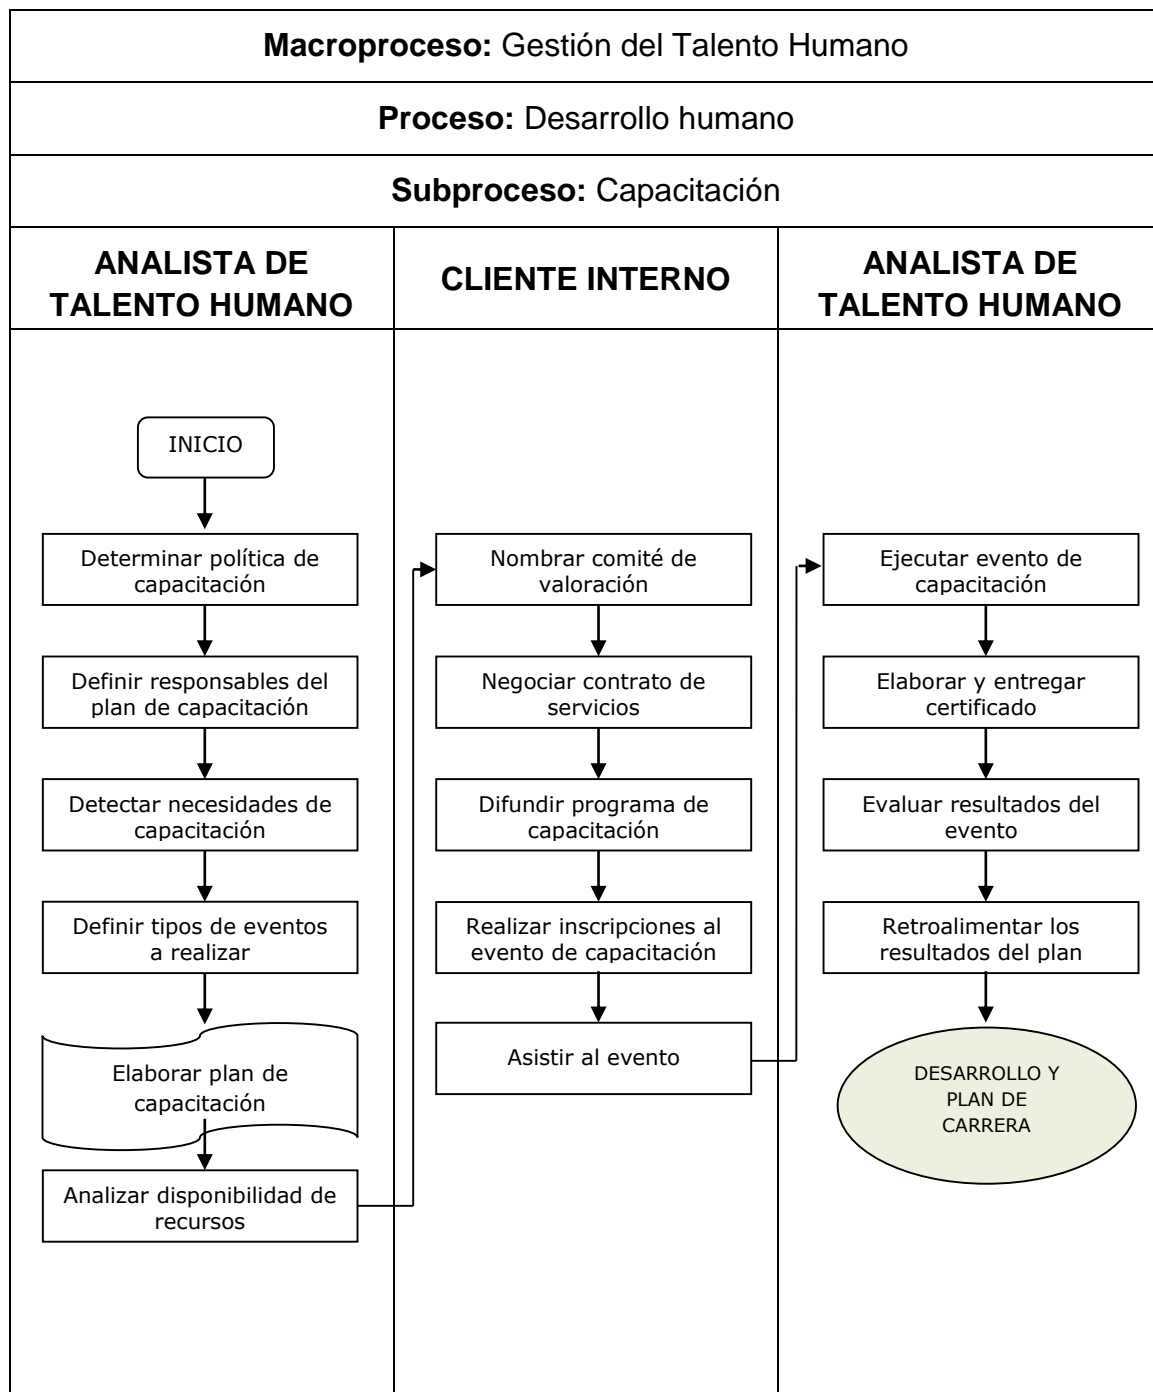 Macroproceso: Gestión del Talento Humano
Proceso: Desarrollo humano
Subproceso: Capacitación
ANALISTA DE
TALENTO HUMANO
CLIENTE INTERNO
ANALISTA DE
TALENTO HUMANO
INICIO
Determinar política de
capacitación
Definir responsables del
plan de capacitación
Detectar necesidades de
capacitación
Definir tipos de eventos
a realizar
Elaborar plan de
capacitación
Analizar disponibilidad de
recursos
Nombrar comité de
valoración
Negociar contrato de
servicios
Difundir programa de
capacitación
Realizar inscripciones al
evento de capacitación
Asistir al evento
Ejecutar evento de
capacitación
Elaborar y entregar
certificado
Evaluar resultados del
evento
Retroalimentar los
resultados del plan
DESARROLLO Y
PLAN DE
CARRERA